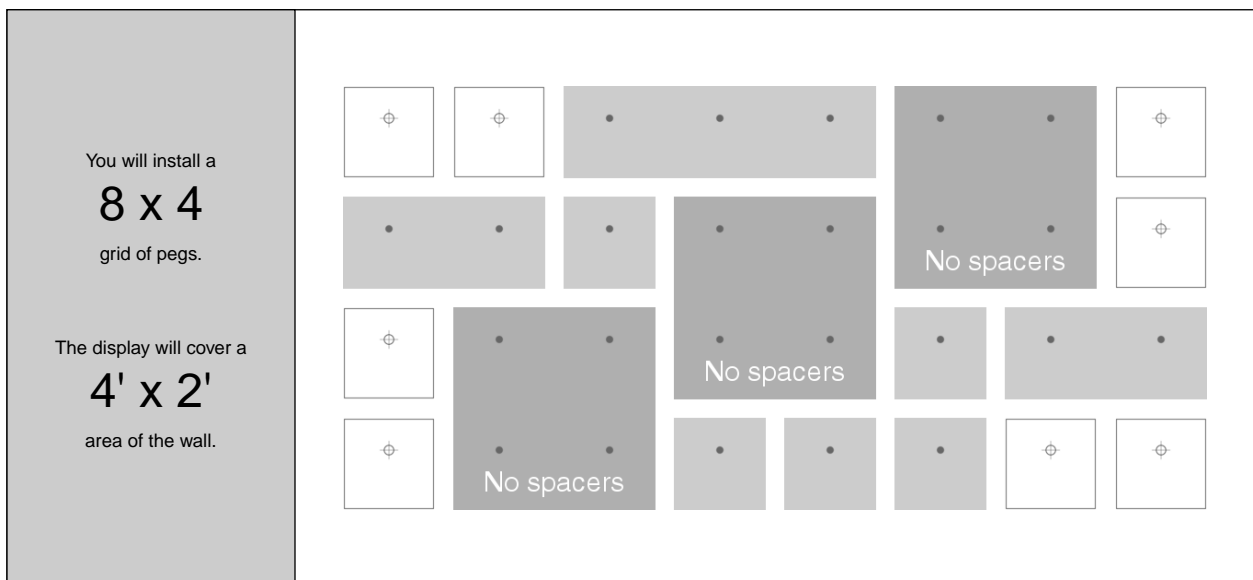 You will install a
8 x 4
grid of pegs.
The display will cover a
4' x 2'
area of the wall.
No spacers
No spacers
No spacers